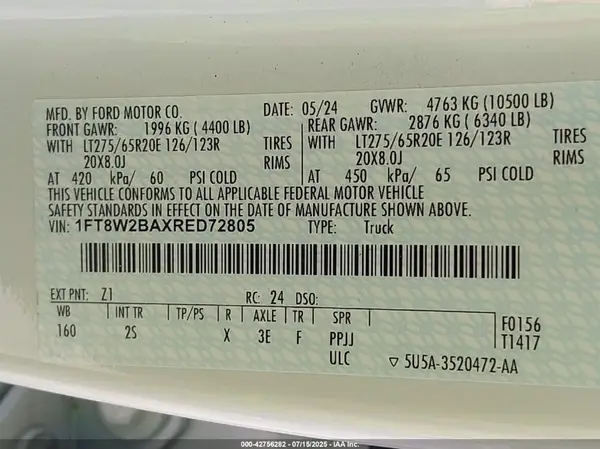 MFD. BY FORD MOTOR CO. DATE: 05/24 GVWR: 4763 KG (10500 LB)
FRONT GAWR: 1996 KG ( 4400 LB) REAR GAWR: 2876 KG ( 6340 LB)
WITH LT275/65R20E 126/123R TIRES WITH LT275/65R20E 126/123R TIRES
20X8.0J RIMS 20X8.0J RIMS
AT 420 kPa/ 60 PSI COLD AT 450 kPa/ 65 PSI COLD
THIS VEHICLE CONFORMS TO ALL APPLICABLE FEDERAL MOTOR VEHICLE
SAFETY STANDARDS IN EFFECT ON THE DATE OF MANUFACTURE SHOWN ABOVE.
VIN: 1FT8W2BAXRED72805 TYPE: Truck
EXT PNT: Z1 RC: 24 DSO:
WB INT TR TP/PS R AXLE TR SPR F0156
160 2S X 3E F PPJJ T1417
ULC ▽ 5U5A-3520472-AA
000-42756282 - 07/15/2025 - IAA Inc.